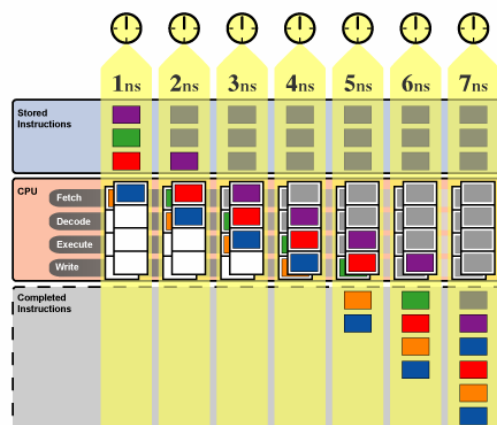 1ns 2ns 3ns 4ns 5ns 6ns 7ns
Stored
Instructions
CPU
Fetch
Decode
Execute
Write
Completed
Instructions